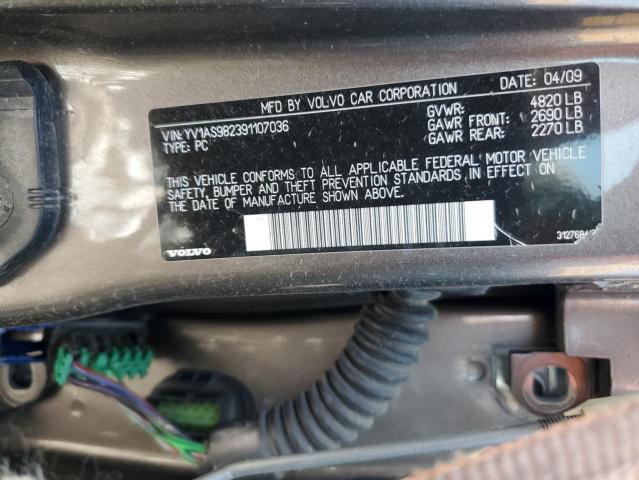 MFD BY VOLVO CAR CORPORATION DATE: 04/09
VIN: YV1AS982391107036
TYPE: PC
GVWR: 4820 LB
GAWR FRONT: 2690 LB
GAWR REAR: 2270 LB
THIS VEHICLE CONFORMS TO ALL APPLICABLE FEDERAL MOTOR VEHICLE
SAFETY, BUMPER AND THEFT PREVENTION STANDARDS IN EFFECT ON
THE DATE OF MANUFACTURE SHOWN ABOVE.
VOLVO